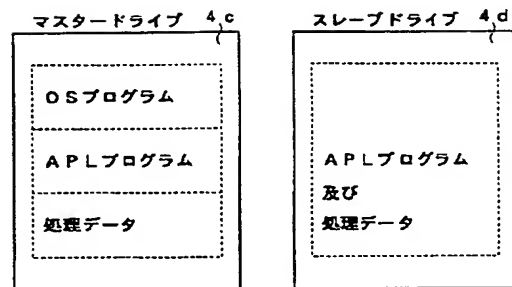 マスタードライブ 4,c
OSプログラム
APLプログラム
処理データ
スレーブドライブ 4,d
APLプログラム
及び
処理データ